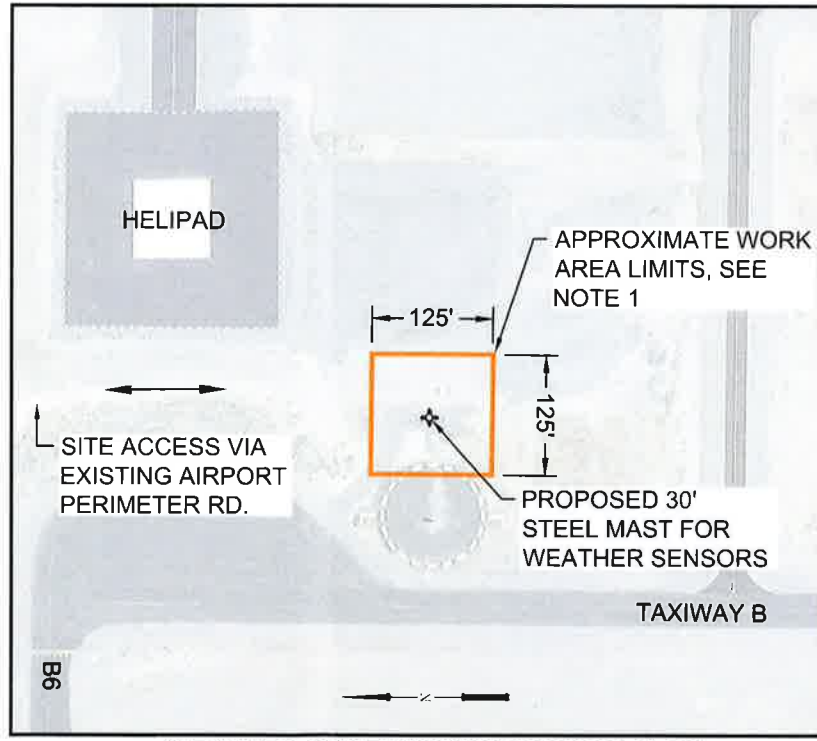 HELIPAD
APPROXIMATE WORK
AREA LIMITS, SEE
NOTE 1
125'
125'
SITE ACCESS VIA
EXISTING AIRPORT
PERIMETER RD.
PROPOSED 30'
STEEL MAST FOR
WEATHER SENSORS
TAXIWAY B
B6
N